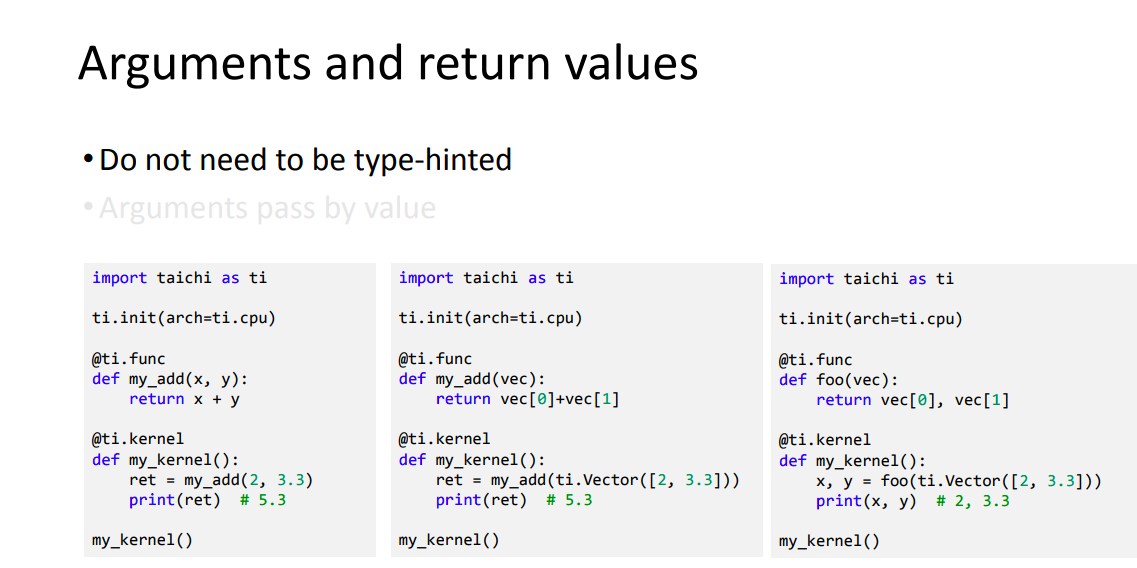 Arguments and return values
• Do not need to be type-hinted
• Arguments pass by value
import taichi as ti
ti.init(arch=ti.cpu)
@ti.func
def my_add(x, y):
    return x + y
@ti.kernel
def my_kernel():
    ret = my_add(2, 3.3)
    print(ret)  # 5.3
my_kernel()
import taichi as ti
ti.init(arch=ti.cpu)
@ti.func
def my_add(vec):
    return vec[0]+vec[1]
@ti.kernel
def my_kernel():
    ret = my_add(ti.Vector([2, 3.3]))
    print(ret)  # 5.3
my_kernel()
import taichi as ti
ti.init(arch=ti.cpu)
@ti.func
def foo(vec):
    return vec[0], vec[1]
@ti.kernel
def my_kernel():
    x, y = foo(ti.Vector([2, 3.3]))
    print(x, y)  # 2, 3.3
my_kernel()